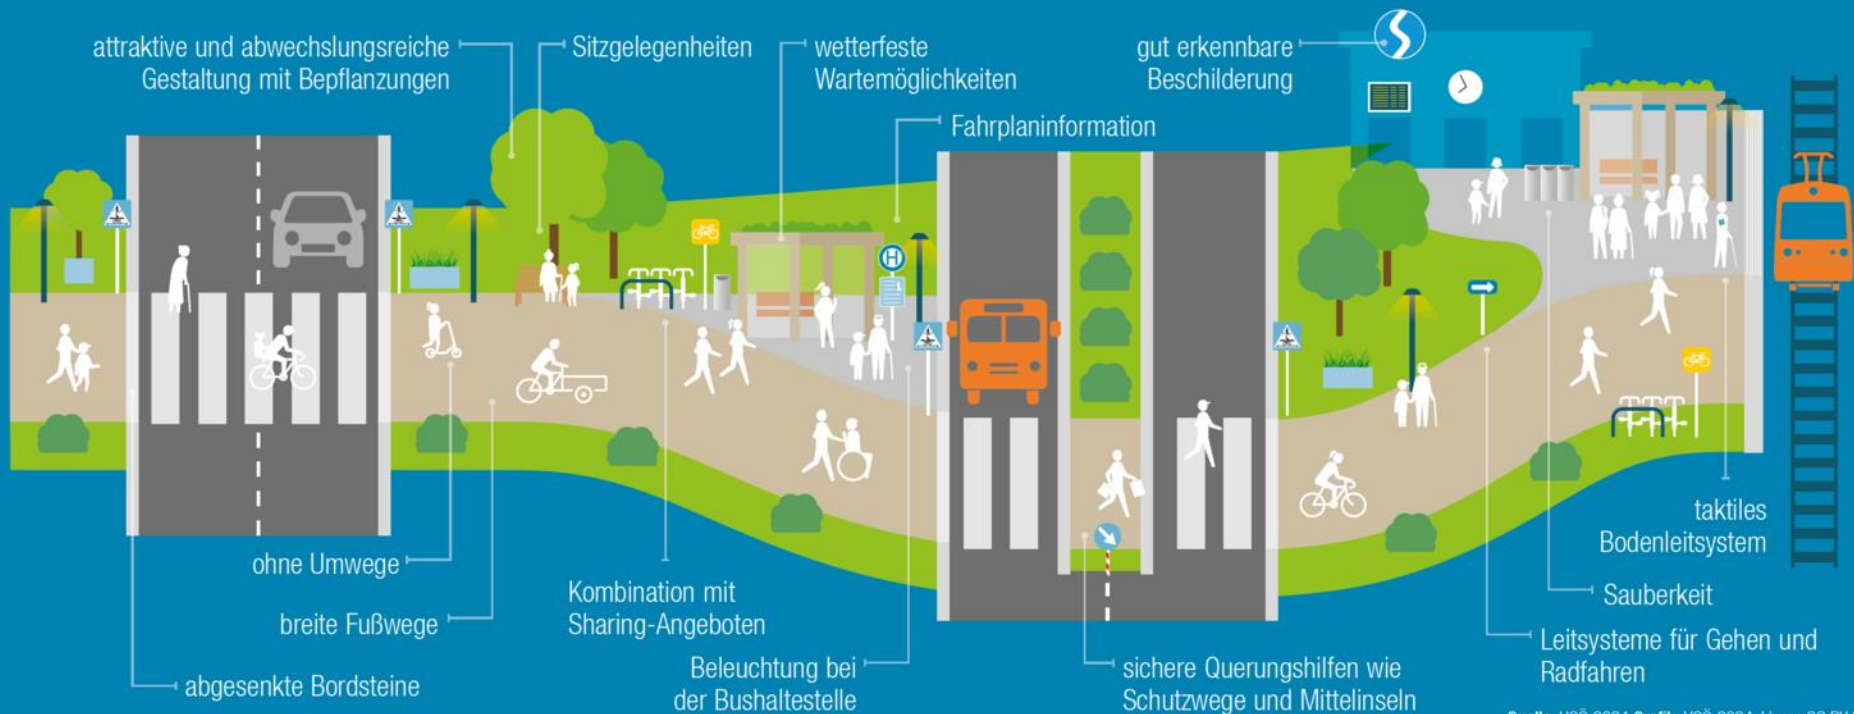 attraktive und abwechslungsreiche
Gestaltung mit Bepflanzungen
Sitzgelegenheiten
wetterfeste
Wartemöglichkeiten
Fahrplaninformation
gut erkennbare
Beschilderung
H
ohne Umwege
breite Fußwege
abgesenkte Bordsteine
Kombination mit
Sharing-Angeboten
Beleuchtung bei
der Bushaltestelle
sichere Querungshilfen wie
Schutzwege und Mittelinseln
taktiles
Bodenleitsystem
Sauberkeit
Leitsysteme für Gehen und
Radfahren